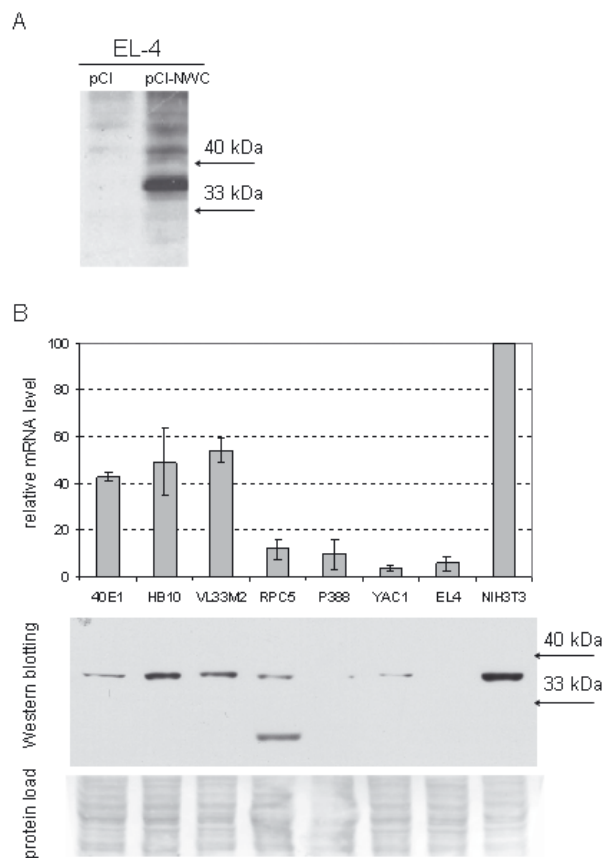 A
EL-4
pCI pCI-NWC
40 kDa
33 kDa
B
relative mRNA level
100
80
60
40
20
0
40E1 HB10 VL33M2 RPC5 P388 YAC1 EL4 NIH3T3
Western blotting
40 kDa
33 kDa
protein load